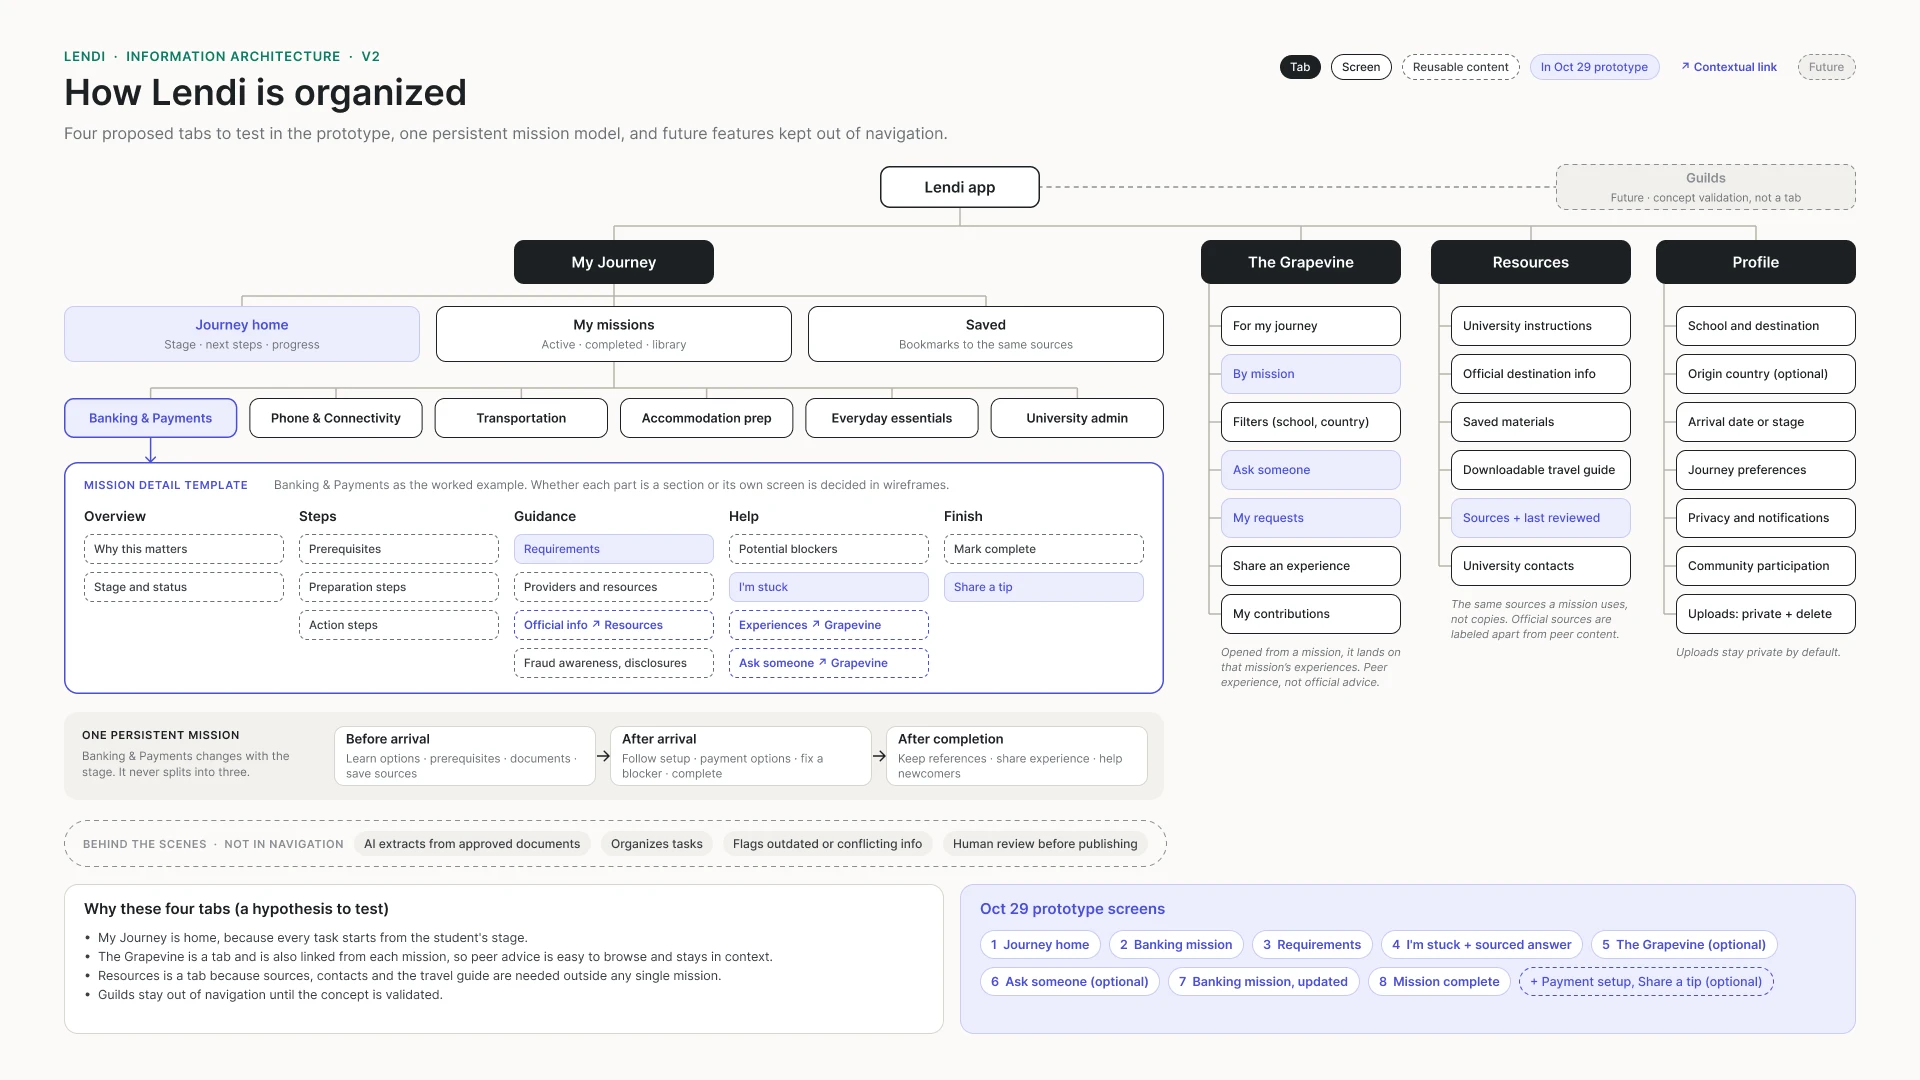 LENDI · INFORMATION ARCHITECTURE · V2
How Lendi is organized
Four proposed tabs to test in the prototype, one persistent mission model, and future features kept out of navigation.
Tab
Screen
Reusable content
In Oct 29 prototype
↗ Contextual link
Future
Lendi app
Guilds
Future · concept validation, not a tab
My Journey
The Grapevine
Resources
Profile
Journey home
Stage · next steps · progress
My missions
Active · completed · library
Saved
Bookmarks to the same sources
Banking & Payments
Phone & Connectivity
Transportation
Accommodation prep
Everyday essentials
University admin
MISSION DETAIL TEMPLATE
Banking & Payments as the worked example. Whether each part is a section or its own screen is decided in wireframes.
Overview
Why this matters
Stage and status
Steps
Prerequisites
Preparation steps
Action steps
Guidance
Requirements
Providers and resources
Official info ↗ Resources
Fraud awareness, disclosures
Help
Potential blockers
I'm stuck
Experiences ↗ Grapevine
Ask someone ↗ Grapevine
Finish
Mark complete
Share a tip
For my journey
By mission
Filters (school, country)
Ask someone
My requests
Share an experience
My contributions
Opened from a mission, it lands on
that mission's experiences. Peer
experience, not official advice.
University instructions
Official destination info
Saved materials
Downloadable travel guide
Sources + last reviewed
University contacts
The same sources a mission uses,
not copies. Official sources are
labeled apart from peer content.
School and destination
Origin country (optional)
Arrival date or stage
Journey preferences
Privacy and notifications
Community participation
Uploads: private + delete
Uploads stay private by default.
ONE PERSISTENT MISSION
Banking & Payments changes with the
stage. It never splits into three.
Before arrival
Learn options · prerequisites · documents ·
save sources
→
After arrival
Follow setup · payment options · fix a
blocker · complete
→
After completion
Keep references · share experience · help
newcomers
BEHIND THE SCENES · NOT IN NAVIGATION
AI extracts from approved documents
Organizes tasks
Flags outdated or conflicting info
Human review before publishing
Why these four tabs (a hypothesis to test)
• My Journey is home, because every task starts from the student's stage.
• The Grapevine is a tab and is also linked from each mission, so peer advice is easy to browse and stays in context.
• Resources is a tab because sources, contacts and the travel guide are needed outside any single mission.
• Guilds stay out of navigation until the concept is validated.
Oct 29 prototype screens
1 Journey home
2 Banking mission
3 Requirements
4 I'm stuck + sourced answer
5 The Grapevine (optional)
6 Ask someone (optional)
7 Banking mission, updated
8 Mission complete
+ Payment setup, Share a tip (optional)